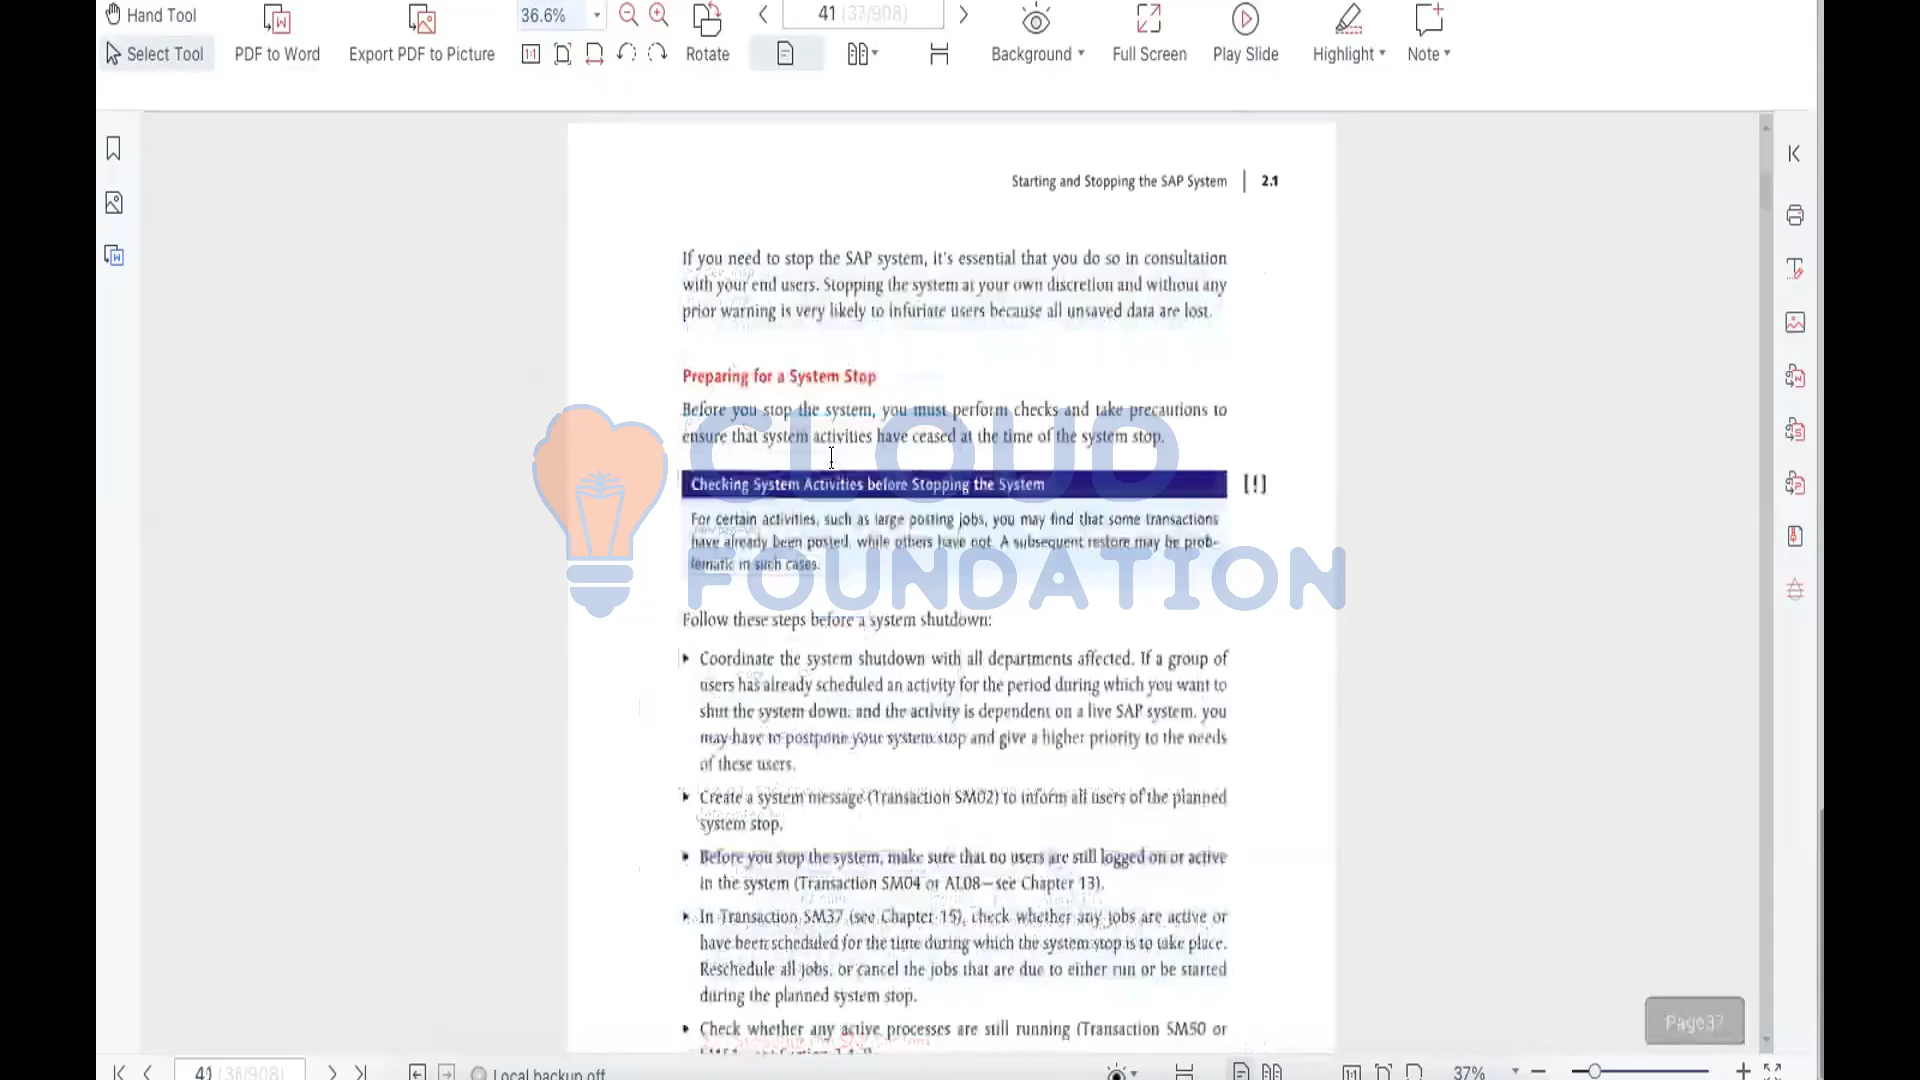 Hand Tool
36.6%
41 (37/908)
Select Tool
PDF to Word
Export PDF to Picture
Rotate
Background
Full Screen
Play Slide
Highlight
Note
Starting and Stopping the SAP System | 2.1
If you need to stop the SAP system, it's essential that you do so in consultation
with your end users. Stopping the system at your own discretion and without any
prior warning is very likely to infuriate users because all unsaved data are lost.
Preparing for a System Stop
Before you stop the system, you must perform checks and take precautions to
ensure that system activities have ceased at the time of the system stop.
CLOUD
FOUNDATION
Checking System Activities before Stopping the System
[!]
For certain activities, such as large posting jobs, you may find that some transactions
have already been posted, while others have not. A subsequent restore may be prob-
lematic in such cases.
Follow these steps before a system shutdown:
Coordinate the system shutdown with all departments affected. If a group of
users has already scheduled an activity for the period during which you want to
shut the system down, and the activity is dependent on a live SAP system, you
may have to postpone your system stop and give a higher priority to the needs
of these users.
Create a system message (Transaction SM02) to inform all users of the planned
system stop.
Before you stop the system, make sure that no users are still logged on or active
in the system (Transaction SM04 or AL08—see Chapter 13).
In Transaction SM37 (see Chapter 15), check whether any jobs are active or
have been scheduled for the time during which the system stop is to take place.
Reschedule all jobs, or cancel the jobs that are due to either run or be started
during the planned system stop.
Check whether any active processes are still running (Transaction SM50 or
Page37
(36/908)
Local backup off
37%